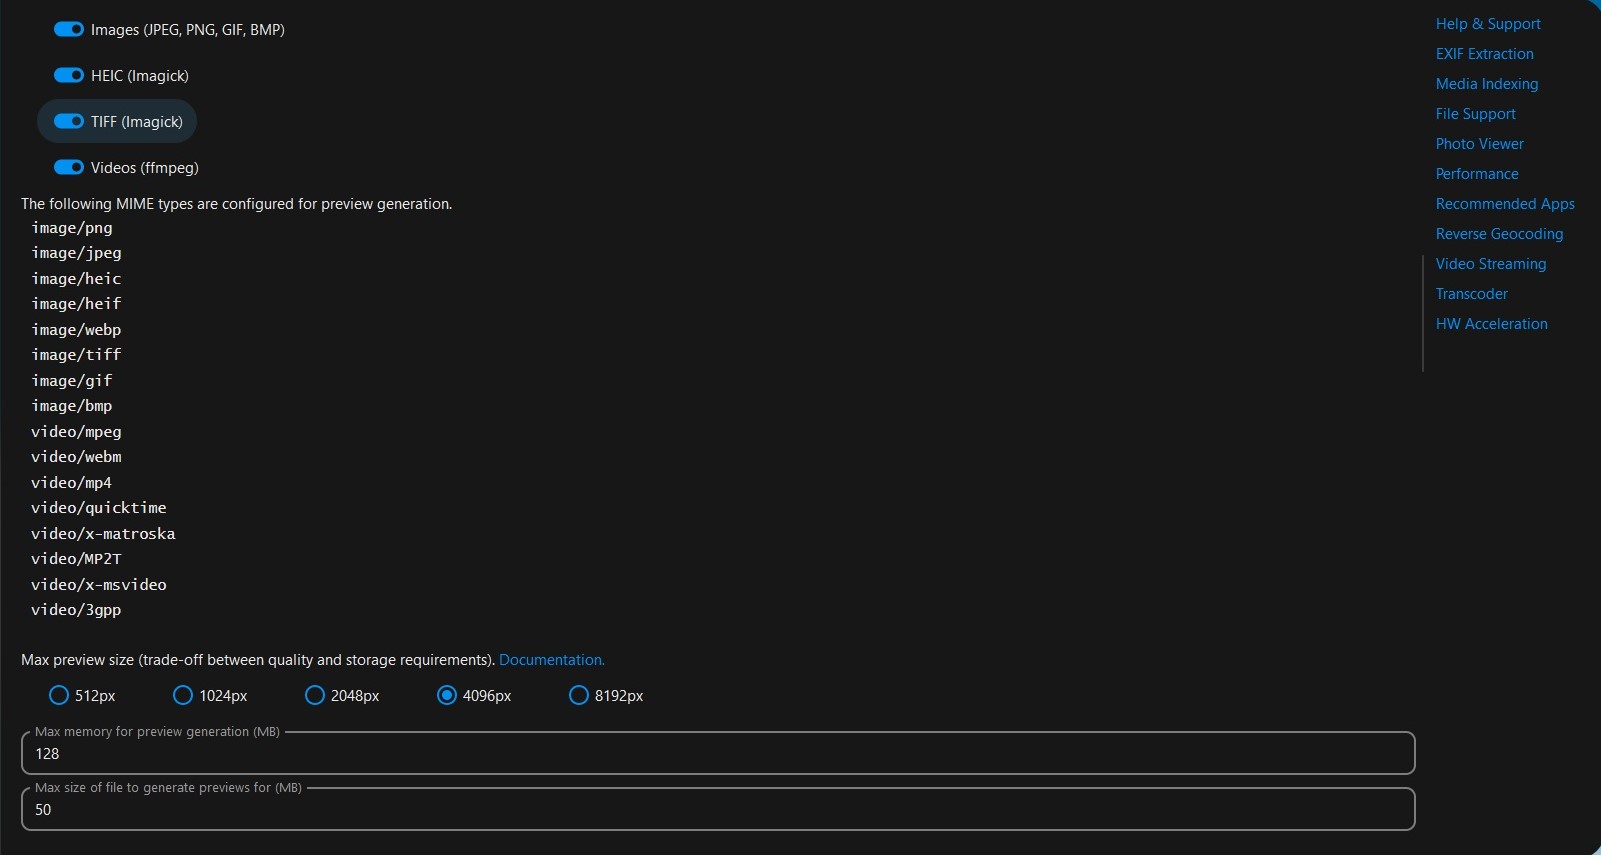 Images (JPEG, PNG, GIF, BMP)
HEIC (Imagick)
TIFF (Imagick)
Videos (ffmpeg)
The following MIME types are configured for preview generation.
image/png
image/jpeg
image/heic
image/heif
image/webp
image/tiff
image/gif
image/bmp
video/mpeg
video/webm
video/mp4
video/quicktime
video/x-matroska
video/MP2T
video/x-msvideo
video/3gpp
Max preview size (trade-off between quality and storage requirements). Documentation.
512px 1024px 2048px 4096px 8192px
Max memory for preview generation (MB)
128
Max size of file to generate previews for (MB)
50
Help & Support
EXIF Extraction
Media Indexing
File Support
Photo Viewer
Performance
Recommended Apps
Reverse Geocoding
Video Streaming
Transcoder
HW Acceleration